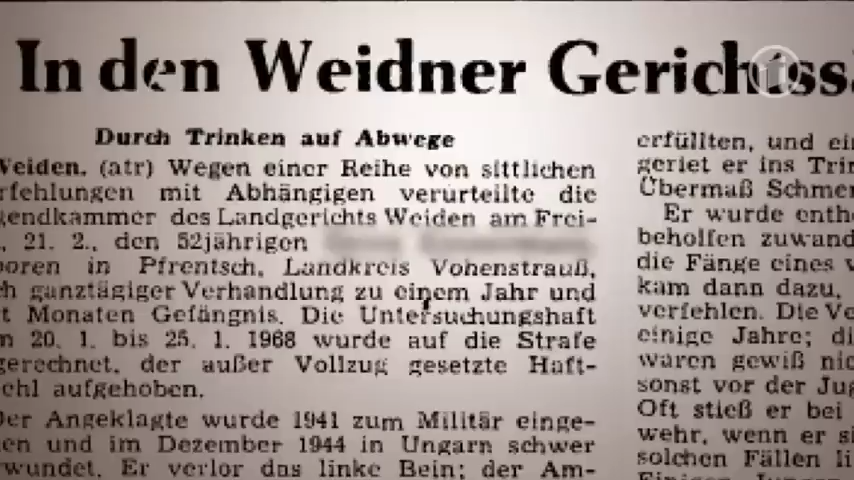 In den Weidner Gerichtss
Durch Trinken auf Abwege
Weiden. (atr) Wegen einer Reihe von sittlichen
rfehlungen mit Abhängigen verurteilte die
gendkammer des Landgerichts Weiden am Frei-
, 21. 2., den 52jährigen
boren in Pfrentsch, Landkreis Vohenstrauß,
ch ganztägiger Verhandlung zu einem Jahr und
t Monaten Gefängnis. Die Untersuchungshaft
m 20. 1. bis 25. 1. 1968 wurde auf die Strafe
gerechnet, der außer Vollzug gesetzte Haft-
ehl aufgehoben.
Der Angeklagte wurde 1941 zum Militär einge-
en und im Dezember 1944 in Ungarn schwer
wundet. Er verlor das linke Bein; der Am-
erfüllten, und ein
geriet er ins Trin
Übermaß Schmer
Er wurde enth
beholfen zuwand
die Fänge eines v
kam dann dazu,
verfehlen. Die Ve
einige Jahre; di
waren gewiß nic
sonst vor der Jug
Oft stieß er bei
wehr, wenn er si
solchen Fällen li